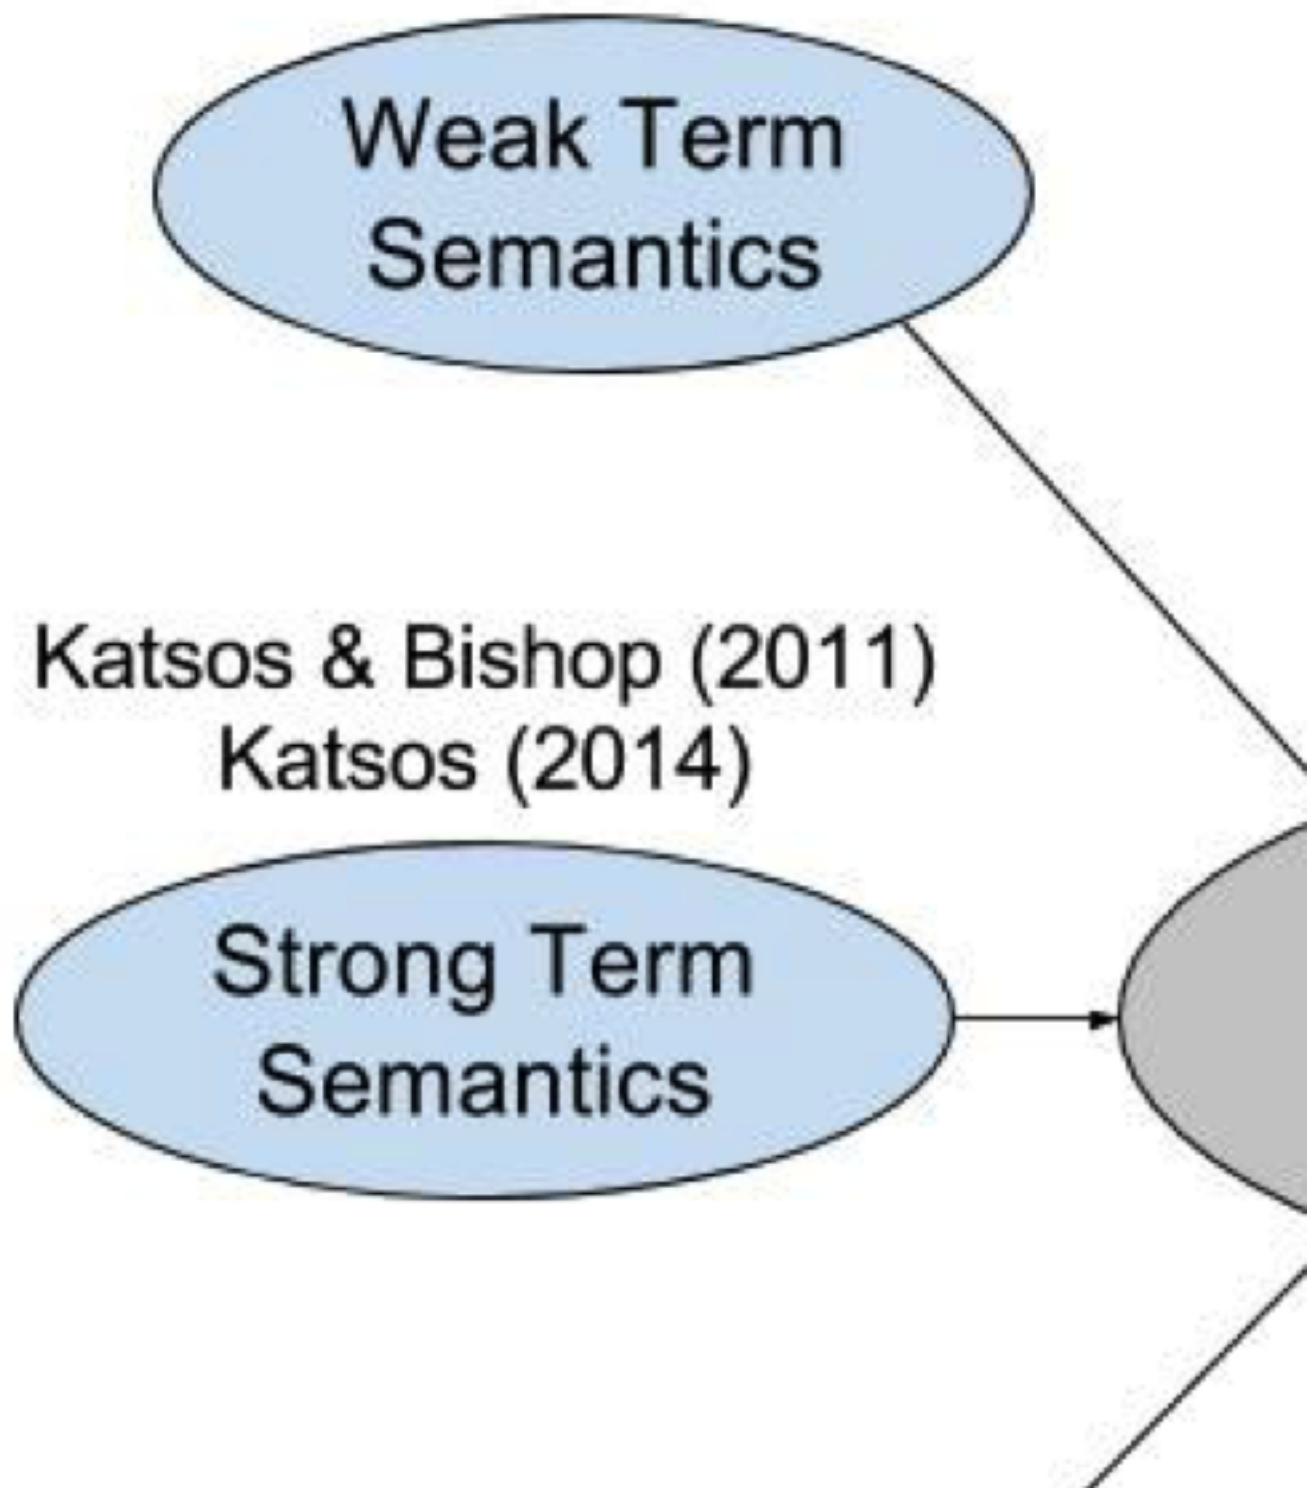 Weak Term
Semantics
Katsos & Bishop (2011)
Katsos (2014)
Strong Term
Semantics